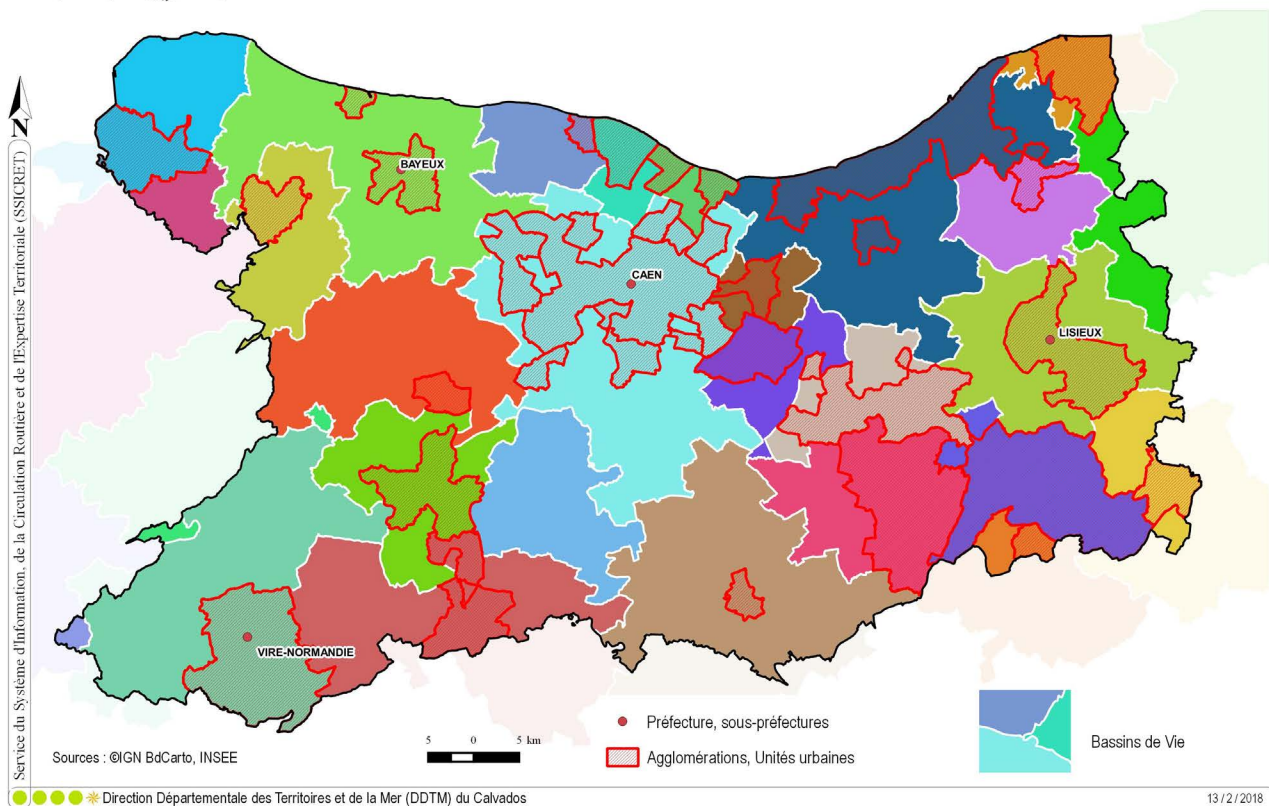 Service du Système d'Information, de la Circulation Routière et de l'Expertise Territoriale (SSICRET)
N
BAYEUX
CAEN
LISIEUX
VIRE-NORMANDIE
5 0 5 km
Préfecture, sous-préfectures
Agglomérations, Unités urbaines
Bassins de Vie
Sources : ©IGN BdCarto, INSEE
Direction Départementale des Territoires et de la Mer (DDTM) du Calvados
13/2/2018